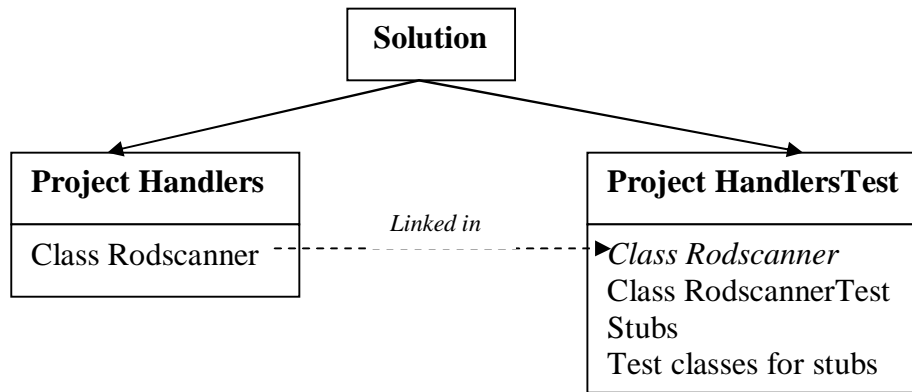 Solution
Project Handlers
Class Rodscanner
Linked in
Project HandlersTest
Class Rodscanner
Class RodscannerTest
Stubs
Test classes for stubs